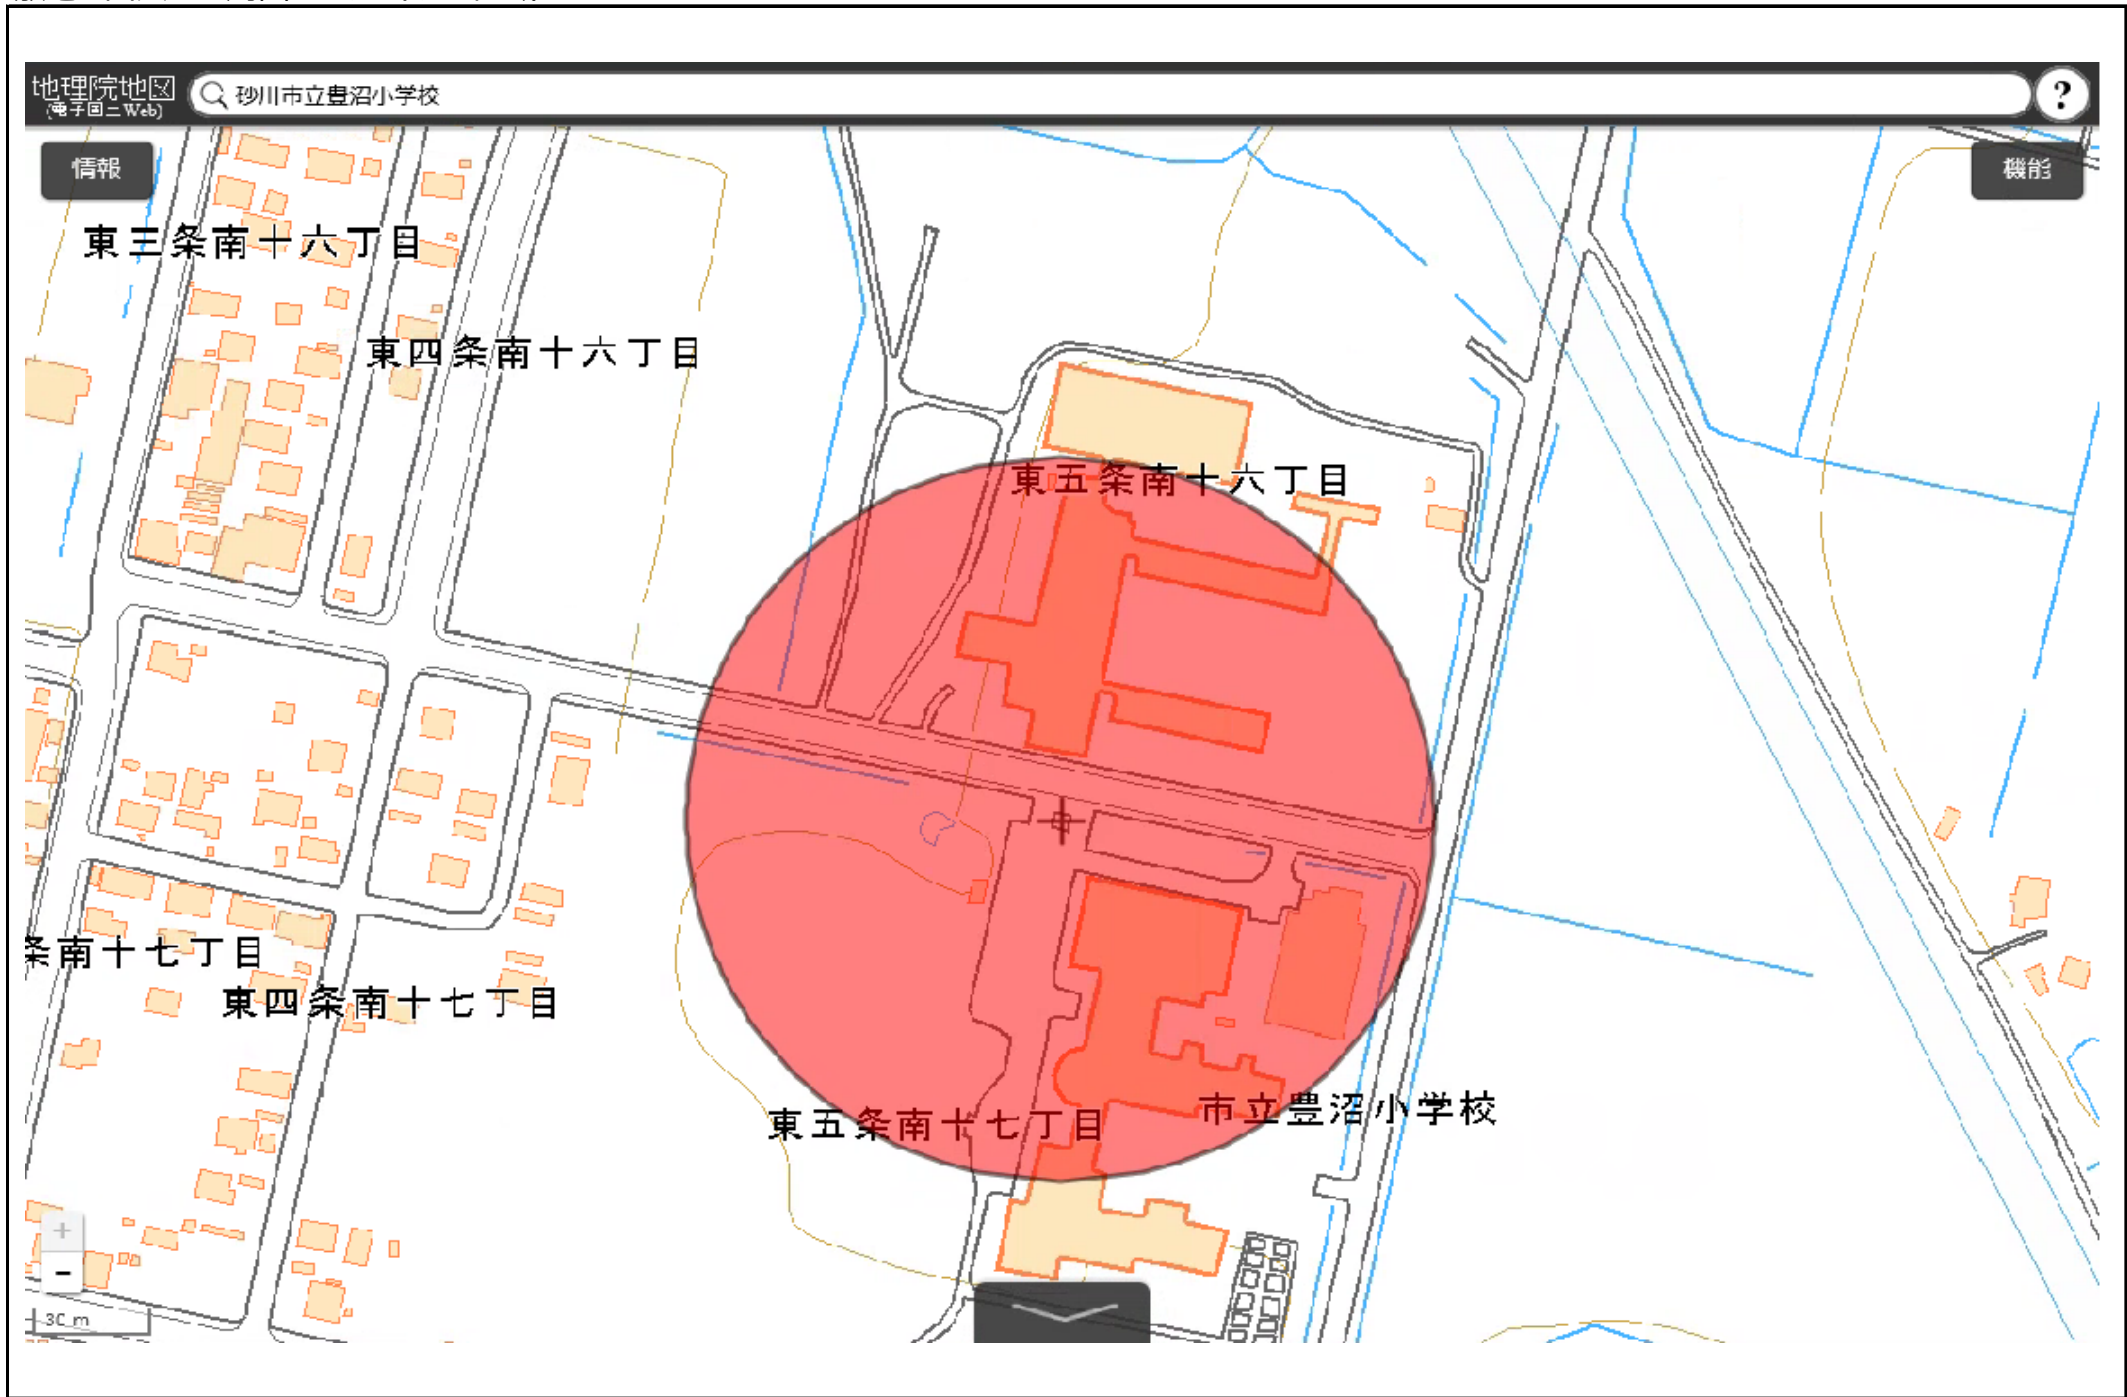 地理院地図
(電子国土Web)
砂川市立豊沼小学校
?
情報
機能
東三条南十六丁目
東四条南十六丁目
東五条南十六丁目
条南十七丁目
東四条南十七丁目
東五条南十七丁目
市立豊沼小学校
+
-
30 m